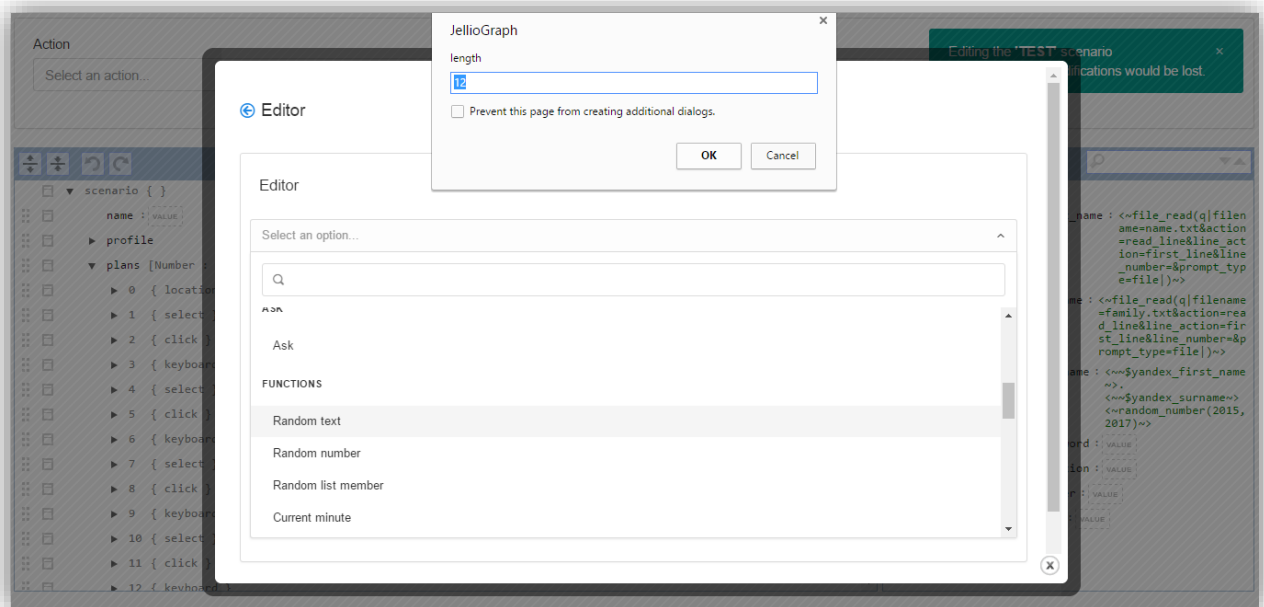 JellioGraph
×
length
12
Prevent this page from creating additional dialogs.
OK
Cancel
Action
Select an action...
Editing the 'TEST' scenario
×
ifications would be lost.
Editor
Editor
Select an option...
ASK
Ask
FUNCTIONS
Random text
Random number
Random list member
Current minute
x
scenario { }
name : VALUE
profile
plans [Number :
0 { location
1 { select }
2 { click }
3 { keyboard
4 { select }
5 { click }
6 { keyboard
7 { select }
8 { click }
9 { keyboard
10 { select }
11 { click }
12 { keyboard }
_name : <~file_read(q|filen
ame=name.txt&action
=read_line&line_act
ion=first_line&line
_number=&prompt_typ
e=file|)~>
me : <~file_read(q|filename
=family.txt&action=rea
d_line&line_action=fir
st_line&line_number=&p
rompt_type=file|)~>
ame : <~~$yandex_first_name
~>.
<~~$yandex_surname~>
<~random_number(2015,
2017)~>
ord : VALUE
ion : VALUE
r : VALUE
: VALUE